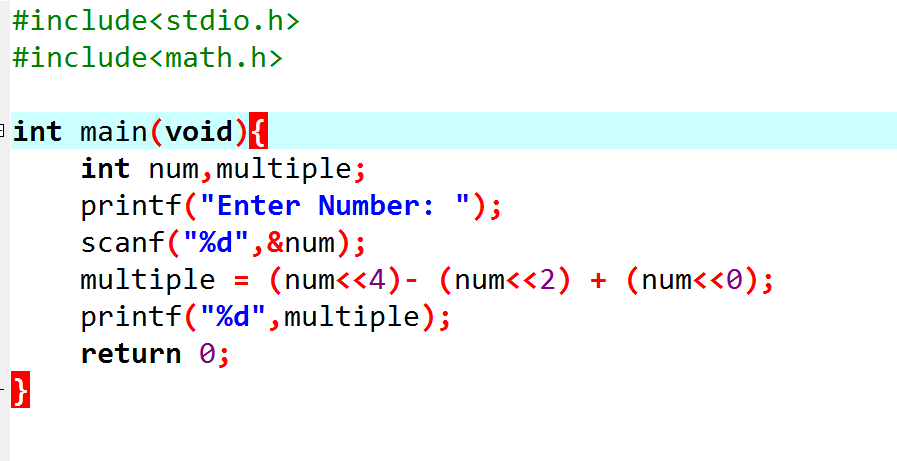 #include<stdio.h>
#include<math.h>
int main(void){
int num,multiple;
printf("Enter Number: ");
scanf("%d",&num);
multiple = (num<<4)- (num<<2) + (num<<0);
printf("%d",multiple);
return 0;
}